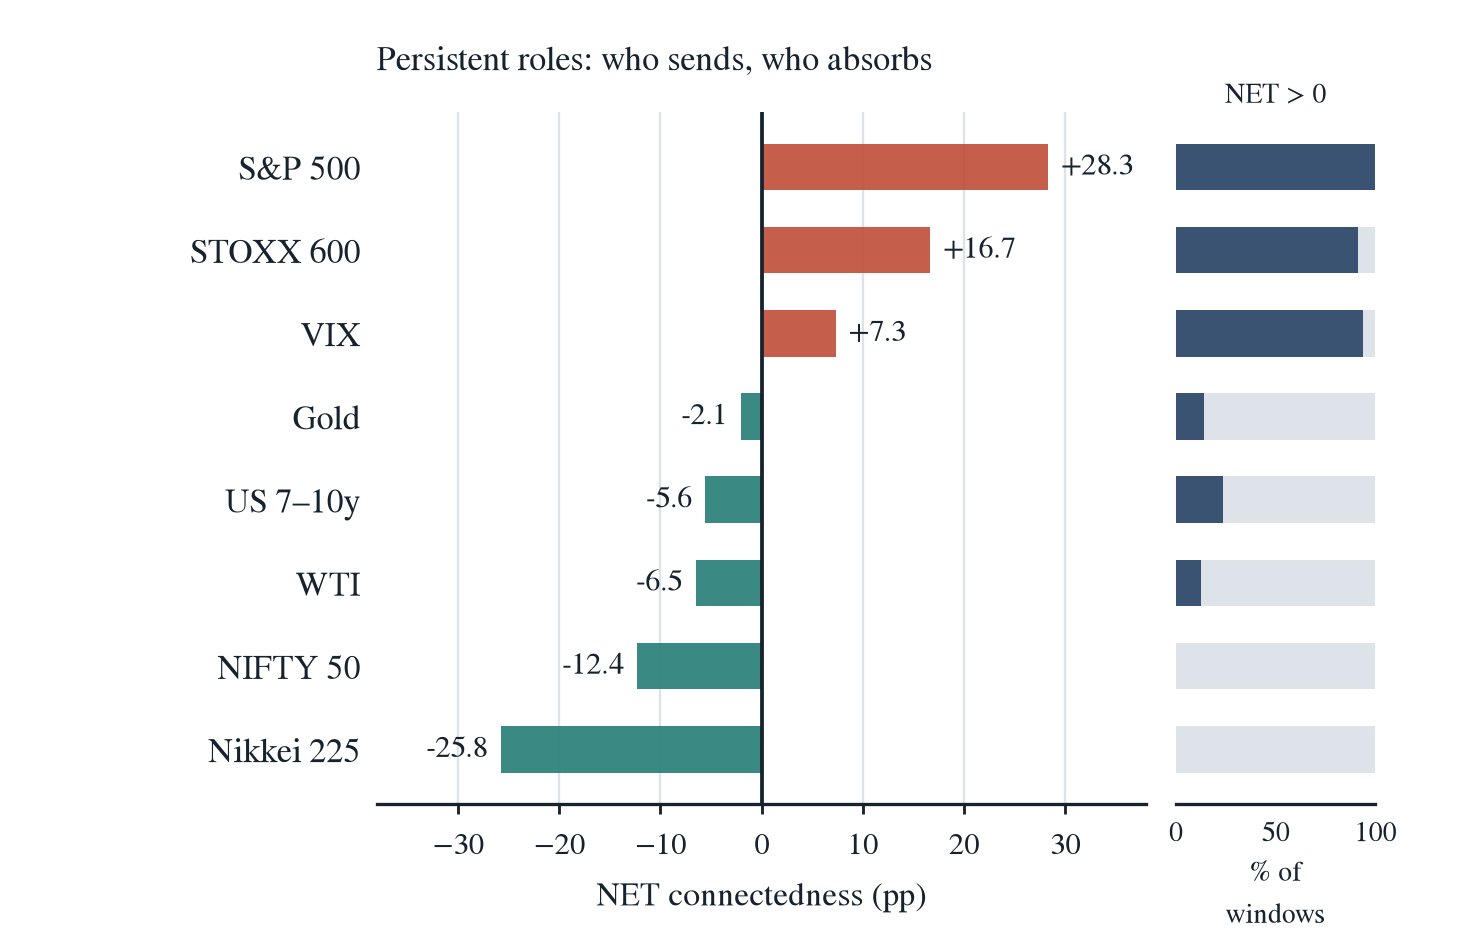 Persistent roles: who sends, who absorbs
NET > 0
S&P 500
+28.3
STOXX 600
+16.7
VIX
+7.3
Gold
-2.1
US 7–10y
-5.6
WTI
-6.5
NIFTY 50
-12.4
Nikkei 225
-25.8
−30 −20 −10 0 10 20 30
NET connectedness (pp)
0 50 100
% of
windows